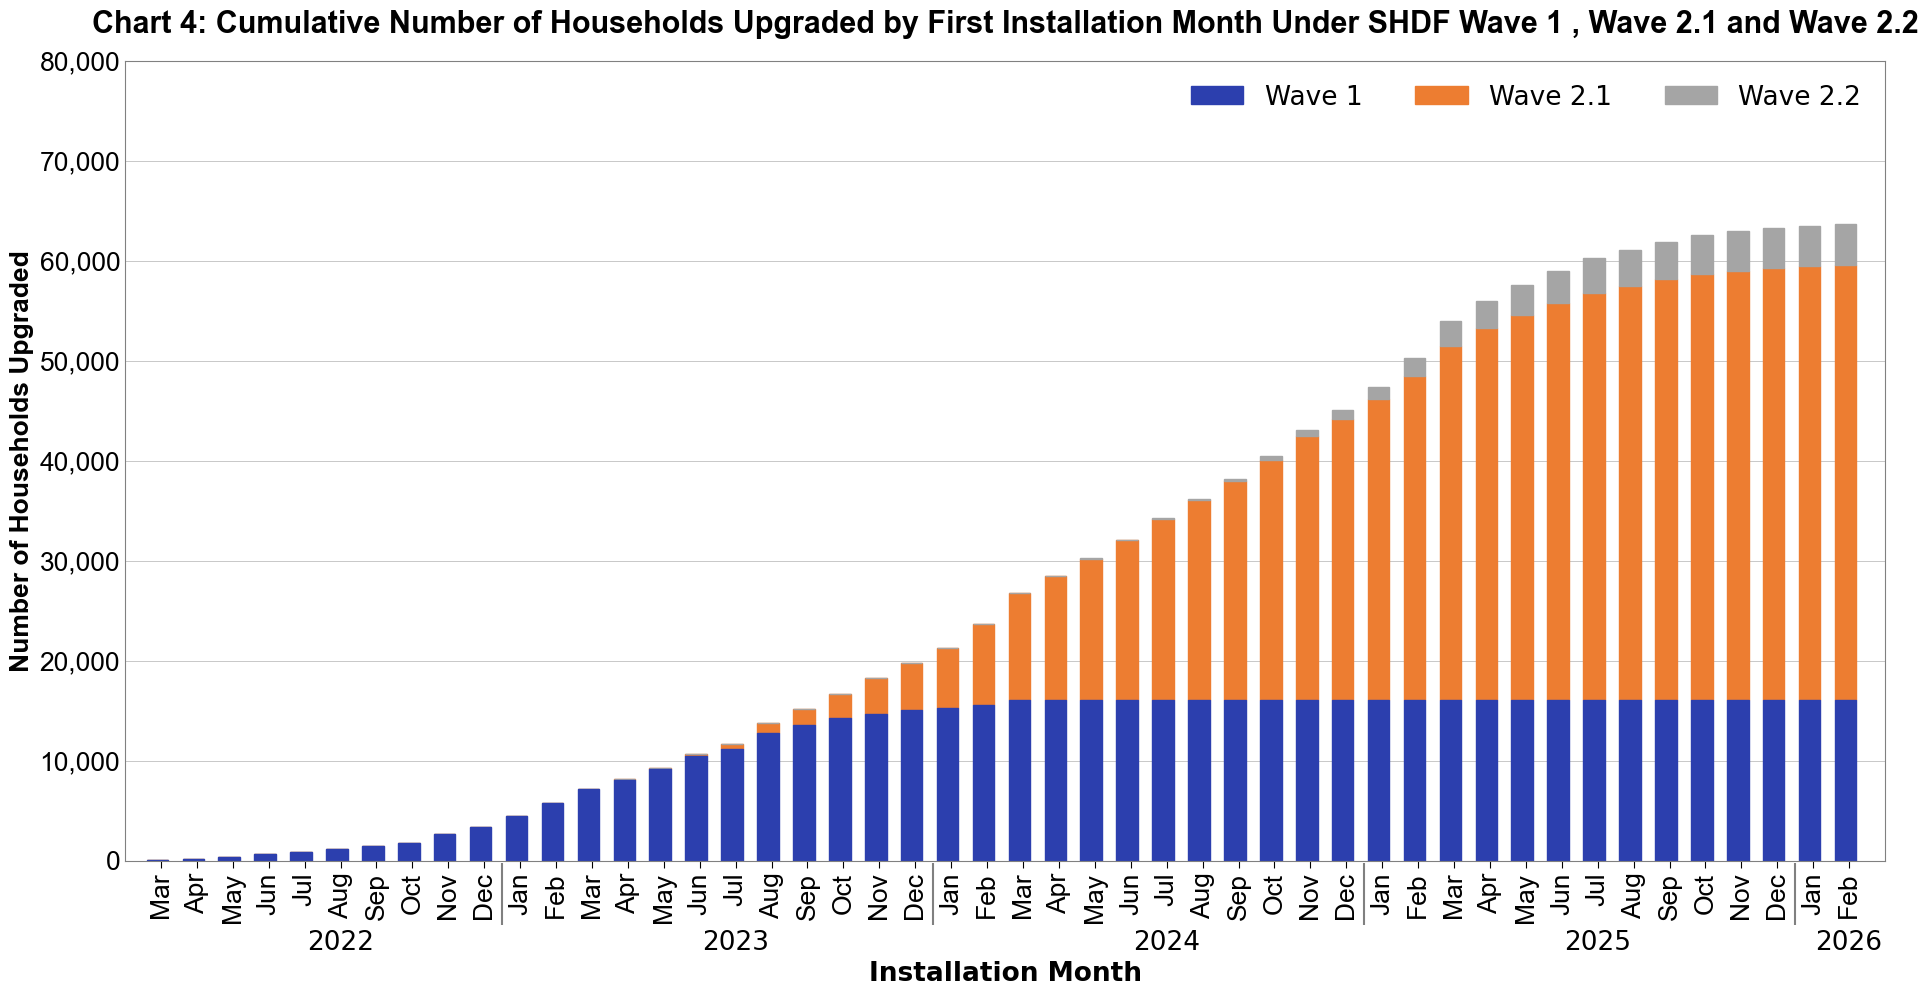 Chart 4: Cumulative Number of Households Upgraded by First Installation Month Under SHDF Wave 1 , Wave 2.1 and Wave 2.2
Wave 1 Wave 2.1 Wave 2.2
Number of Households Upgraded
80,000
70,000
60,000
50,000
40,000
30,000
20,000
10,000
0
Mar Apr May Jun Jul Aug Sep Oct Nov Dec Jan Feb Mar Apr May Jun Jul Aug Sep Oct Nov Dec Jan Feb Mar Apr May Jun Jul Aug Sep Oct Nov Dec Jan Feb Mar Apr May Jun Jul Aug Sep Oct Nov Dec Jan Feb
2022 2023 2024 2025 2026
Installation Month